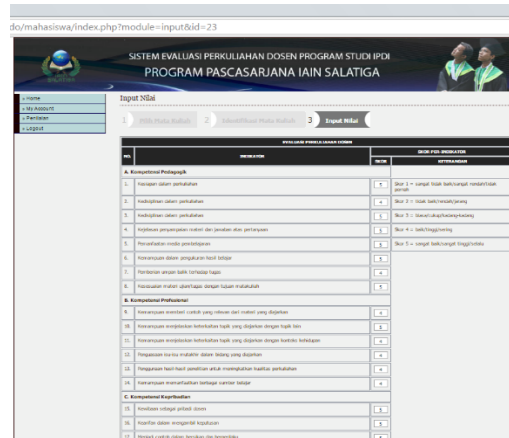 do/mahasiswa/index.php?module=input&id=23
SISTEM EVALUASI PERKULIAHAN DOSEN PROGRAM STUDI IPDI
PROGRAM PASCASARJANA IAIN SALATIGA
» Home
» My Account
» Penilaian
» Logout
Input Nilai
1 Pilih Mata Kuliah 2 Identifikasi Mata Kuliah 3 Input Nilai
EVALUASI PERKULIAHAN DOSEN
NO. INDIKATOR SKOR PER-INDIKATOR
SKOR KETERANGAN
A. Kompetensi Pedagogik
1. Kesiapan dalam perkuliahan Skor 1 = sangat tidak baik/sangat rendah/tidak pernah
2. Kedisiplinan dalam perkuliahan 4 Skor 2 = tidak baik/rendah/jarang
3. Kedisiplinan dalam perkuliahan 5 Skor 3 = biasa/cukup/kadang-kadang
4. Kejelasan penyampaian materi dan jawaban atas pertanyaan 5 Skor 4 = baik/tinggi/sering
5. Pemanfaatan media pembelajaran 5 Skor 5 = sangat baik/sangat tinggi/selalu
6. Kemampuan dalam pengukuran hasil belajar
7. Pemberian umpan balik terhadap tugas 4
8. Kesesuaian materi ujian/tugas dengan tujuan matakuliah 5
B. Kompetensi Profesional
9. Kemampuan memberi contoh yang relevan dari materi yang diajarkan 4
10. Kemampuan menjelaskan keterkaitan topik yang diajarkan dengan topik lain
11. Kemampuan menjelaskan keterkaitan topik yang diajarkan dengan konteks kehidupan 4
12. Penguasaan isu-isu mutakhir dalam bidang yang diajarkan 4
13. Penggunaan hasil-hasil penelitian untuk meningkatkan kualitas perkuliahan 4
14. Kemampuan memanfaatkan berbagai sumber belajar 4
C. Kompetensi Kepribadian
15. Kewibawaan sebagai pribadi dosen 5
16. Kearifan dalam mengambil keputusan 5
17. Menjadi contoh dalam bersikap dan berperilaku